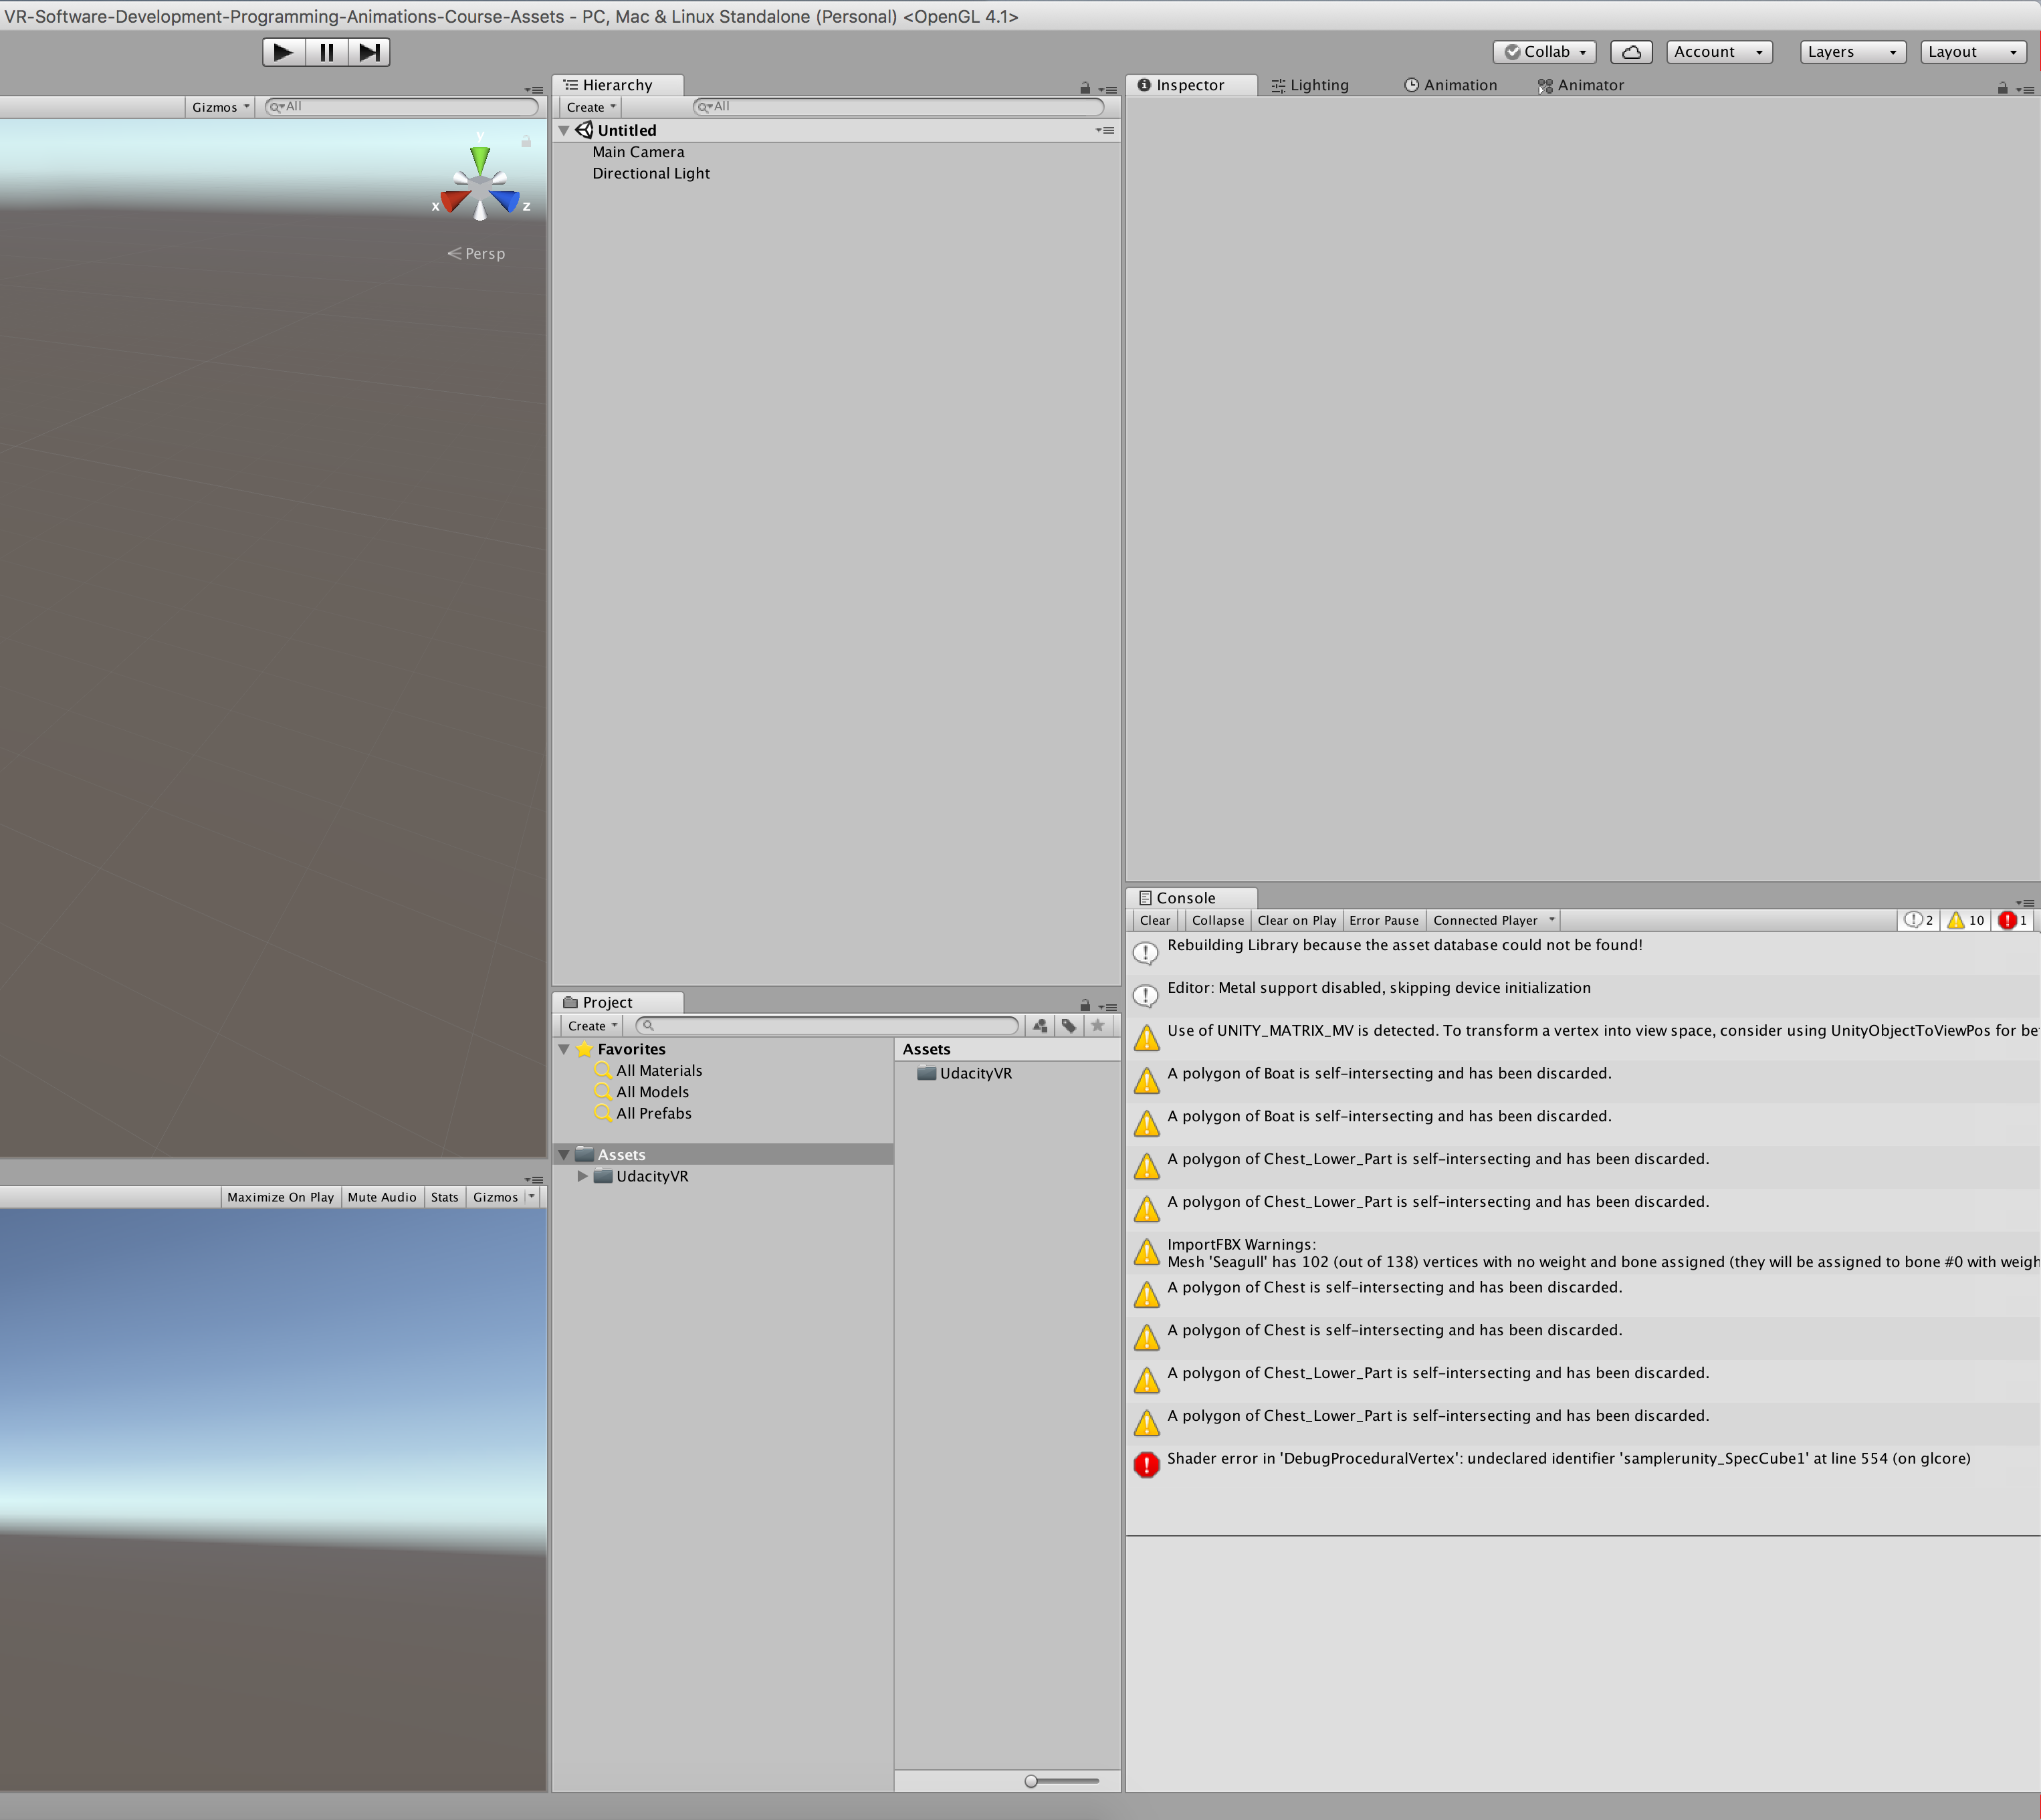 VR-Software-Development-Programming-Animations-Course-Assets - PC, Mac & Linux Standalone (Personal) <OpenGL 4.1>
Collab
Account
Layers
Layout
Gizmos
All
Y
X
Z
Persp
Hierarchy
Create
All
Untitled
Main Camera
Directional Light
Inspector
Lighting
Animation
Animator
Project
Create
Favorites
All Materials
All Models
All Prefabs
Assets
UdacityVR
Assets
UdacityVR
Maximize On Play
Mute Audio
Stats
Gizmos
Console
Clear
Collapse
Clear on Play
Error Pause
Connected Player
2
10
1
Rebuilding Library because the asset database could not be found!
Editor: Metal support disabled, skipping device initialization
Use of UNITY_MATRIX_MV is detected. To transform a vertex into view space, consider using UnityObjectToViewPos for be
A polygon of Boat is self-intersecting and has been discarded.
A polygon of Boat is self-intersecting and has been discarded.
A polygon of Chest_Lower_Part is self-intersecting and has been discarded.
A polygon of Chest_Lower_Part is self-intersecting and has been discarded.
ImportFBX Warnings:
Mesh 'Seagull' has 102 (out of 138) vertices with no weight and bone assigned (they will be assigned to bone #0 with weigh
A polygon of Chest is self-intersecting and has been discarded.
A polygon of Chest is self-intersecting and has been discarded.
A polygon of Chest_Lower_Part is self-intersecting and has been discarded.
A polygon of Chest_Lower_Part is self-intersecting and has been discarded.
Shader error in 'DebugProceduralVertex': undeclared identifier 'samplerunity_SpecCube1' at line 554 (on glcore)